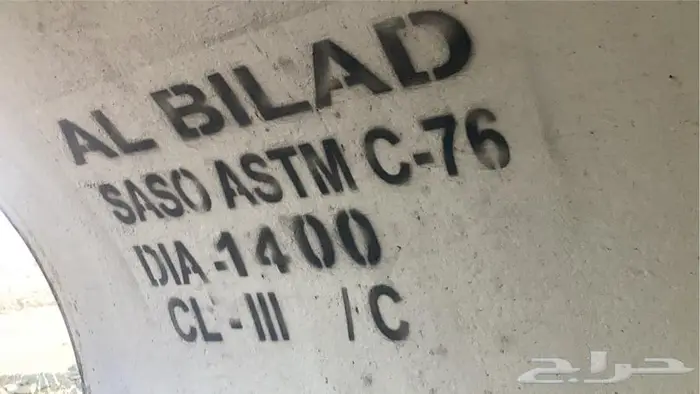 AL BILAD
SASO ASTM C-76
DIA-1400
CL-III /C
حراج